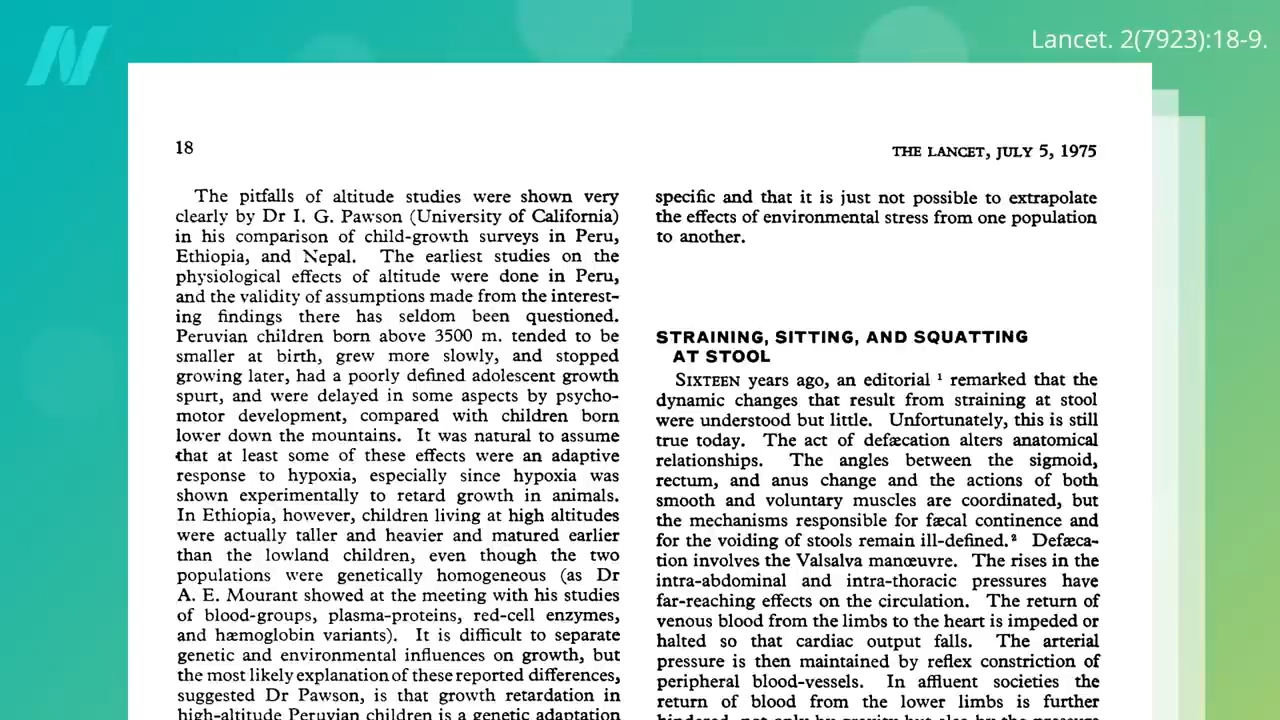 Lancet. 2(7923):18-9.
18
THE LANCET, JULY 5, 1975
The pitfalls of altitude studies were shown very
clearly by Dr I. G. Pawson (University of California)
in his comparison of child-growth surveys in Peru,
Ethiopia, and Nepal. The earliest studies on the
physiological effects of altitude were done in Peru,
and the validity of assumptions made from the interest-
ing findings there has seldom been questioned.
Peruvian children born above 3500 m. tended to be
smaller at birth, grew more slowly, and stopped
growing later, had a poorly defined adolescent growth
spurt, and were delayed in some aspects by psycho-
motor development, compared with children born
lower down the mountains. It was natural to assume
that at least some of these effects were an adaptive
response to hypoxia, especially since hypoxia was
shown experimentally to retard growth in animals.
In Ethiopia, however, children living at high altitudes
were actually taller and heavier and matured earlier
than the lowland children, even though the two
populations were genetically homogeneous (as Dr
A. E. Mourant showed at the meeting with his studies
of blood-groups, plasma-proteins, red-cell enzymes,
and hæmoglobin variants). It is difficult to separate
genetic and environmental influences on growth, but
the most likely explanation of these reported differences,
suggested Dr Pawson, is that growth retardation in
high-altitude Peruvian children is a genetic adaptation
specific and that it is just not possible to extrapolate
the effects of environmental stress from one population
to another.
STRAINING, SITTING, AND SQUATTING
AT STOOL
SIXTEEN years ago, an editorial ¹ remarked that the
dynamic changes that result from straining at stool
were understood but little. Unfortunately, this is still
true today. The act of defæcation alters anatomical
relationships. The angles between the sigmoid,
rectum, and anus change and the actions of both
smooth and voluntary muscles are coordinated, but
the mechanisms responsible for fæcal continence and
for the voiding of stools remain ill-defined.² Defæca-
tion involves the Valsalva manœuvre. The rises in the
intra-abdominal and intra-thoracic pressures have
far-reaching effects on the circulation. The return of
venous blood from the limbs to the heart is impeded or
halted so that cardiac output falls. The arterial
pressure is then maintained by reflex constriction of
peripheral blood-vessels. In affluent societies the
return of blood from the lower limbs is further
hindered, not only by gravity but also by the pressure